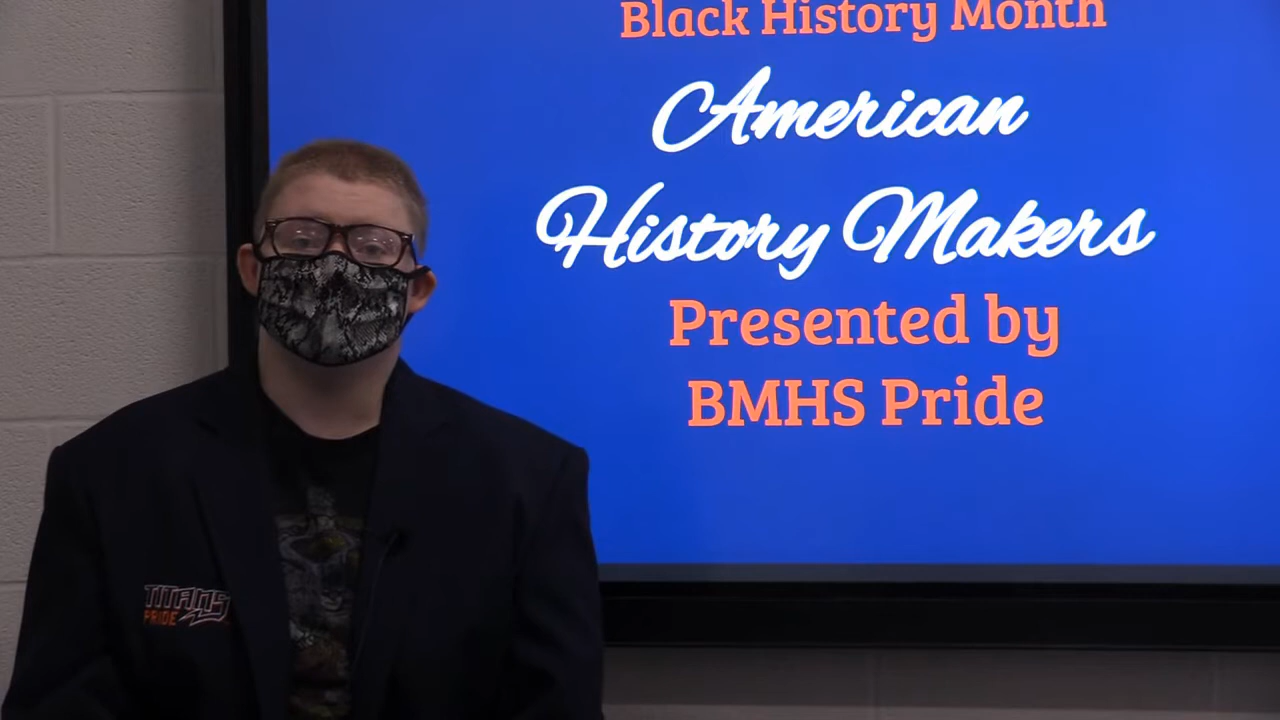 Black History Month
American
History Makers
Presented by
BMHS Pride
TITANS
PRIDE